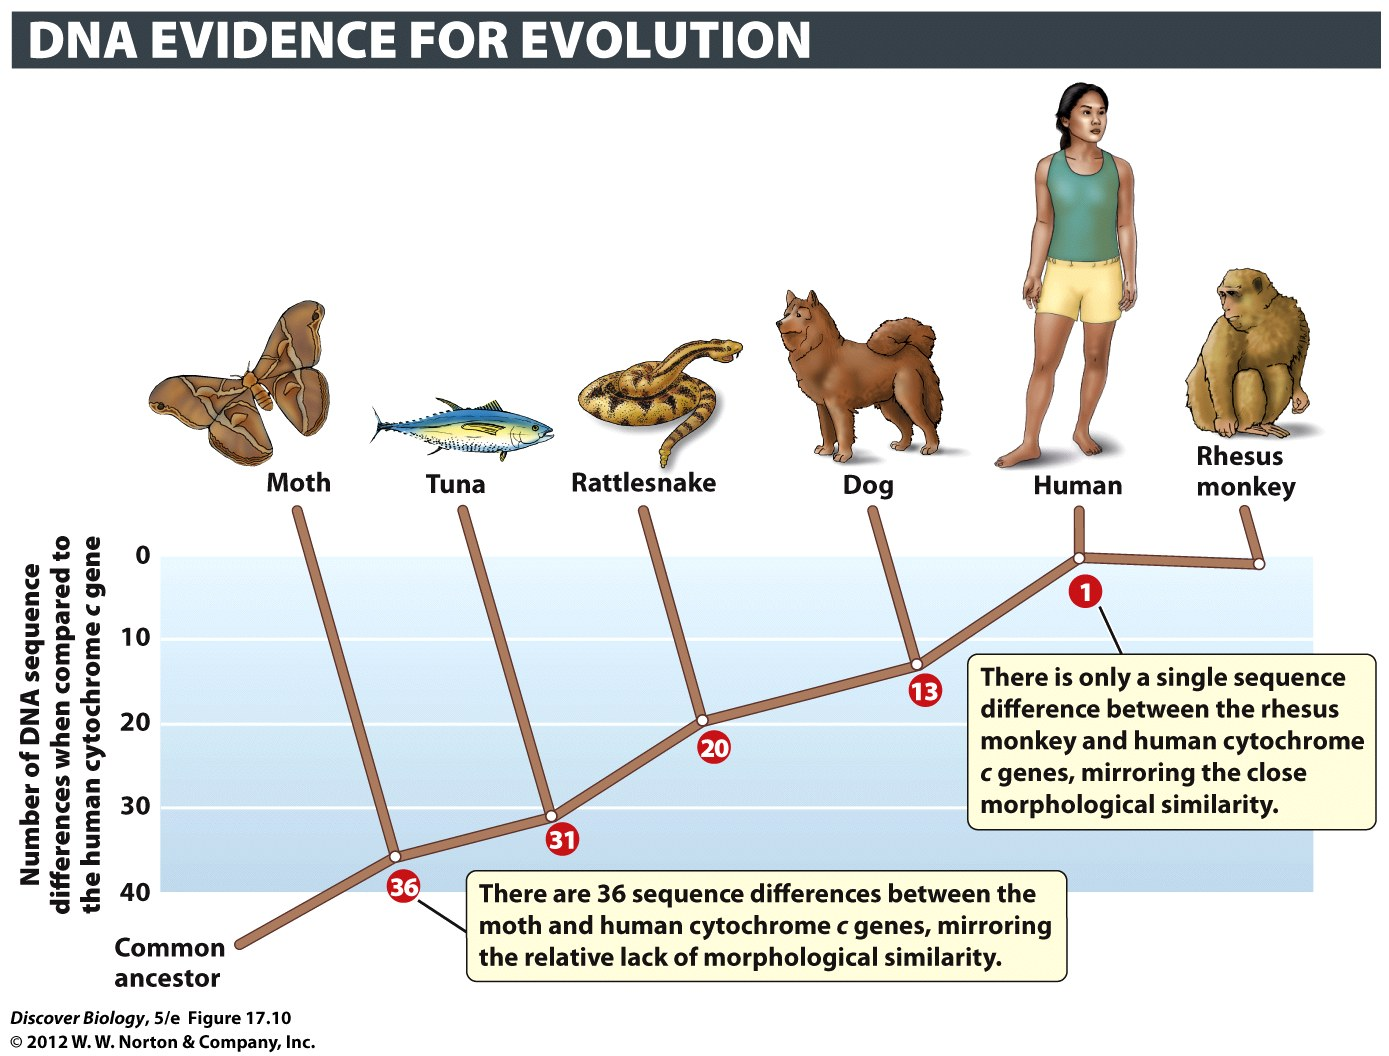 DNA EVIDENCE FOR EVOLUTION
Moth
Tuna
Rattlesnake
Dog
Human
Rhesus
monkey
Number of DNA sequence
differences when compared to
the human cytochrome c gene
0
10
20
30
40
1
13
20
31
36
There is only a single sequence
difference between the rhesus
monkey and human cytochrome
c genes, mirroring the close
morphological similarity.
There are 36 sequence differences between the
moth and human cytochrome c genes, mirroring
the relative lack of morphological similarity.
Common
ancestor
Discover Biology, 5/e Figure 17.10
© 2012 W. W. Norton & Company, Inc.